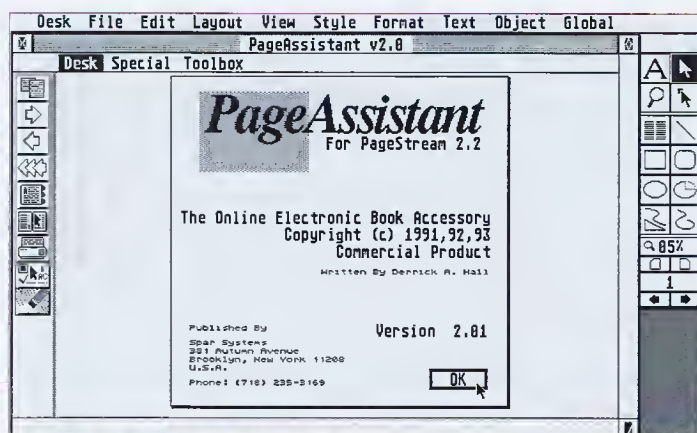 Desk File Edit Layout View Style Format Text Object Global
PageAssistant v2.0
Desk Special Toolbox
PageAssistant
For PageStream 2.2
The Online Electronic Book Accessory
Copyright (c) 1991,92,93
Commercial Product
Written By Derrick A. Hall
Published By
Spar Systems
381 Autumn Avenue
Brooklyn, New York 11208
U.S.A.
Phone: (718) 235-3169
Version 2.01
OK
A
85%
1